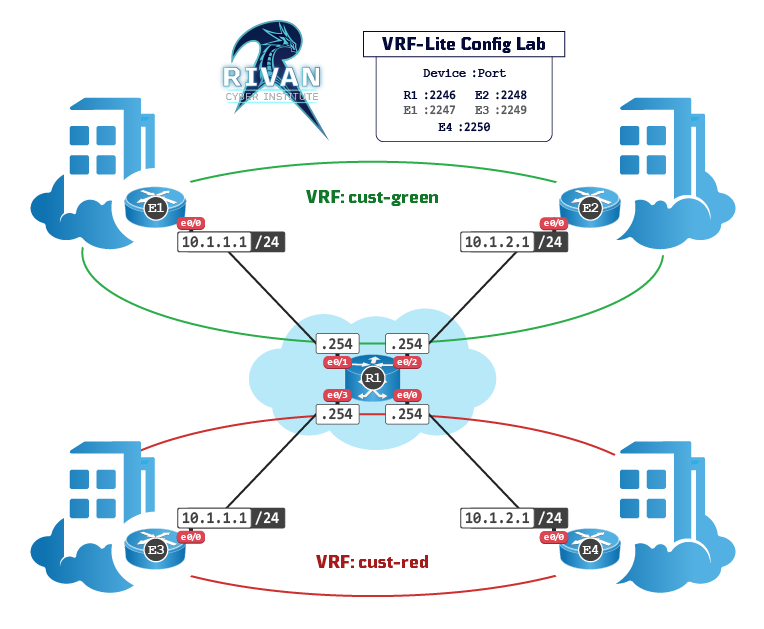 RIVAN
CYBER INSTITUTE
VRF-Lite Config Lab
Device :Port
R1 :2246 E2 :2248
E1 :2247 E3 :2249
E4 :2250
VRF: cust-green
E1
E2
e0/0
e0/0
10.1.1.1 /24
10.1.2.1 /24
.254
.254
e0/1
e0/2
R1
e0/3
e0/0
.254
.254
10.1.1.1 /24
10.1.2.1 /24
e0/0
e0/0
E3
E4
VRF: cust-red